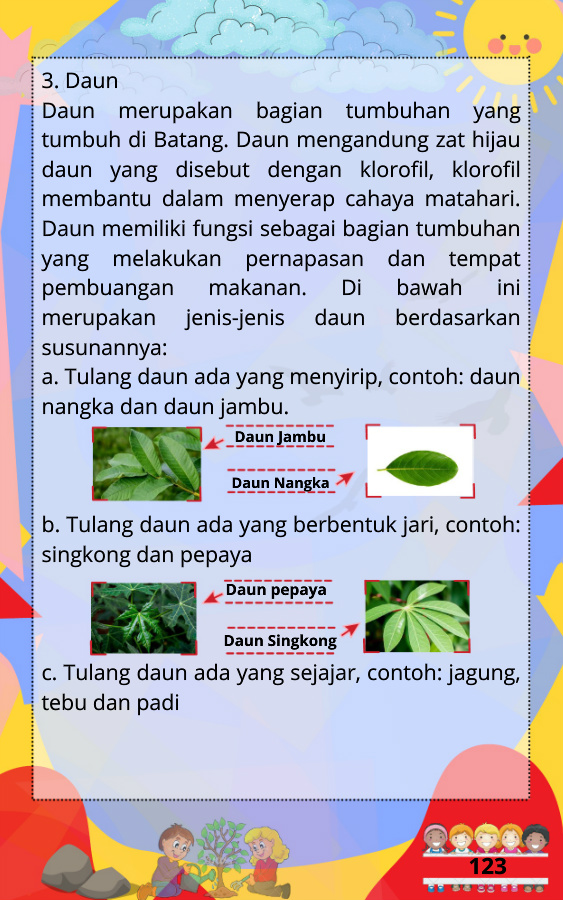 3. Daun
Daun merupakan bagian tumbuhan yang
tumbuh di Batang. Daun mengandung zat hijau
daun yang disebut dengan klorofil, klorofil
membantu dalam menyerap cahaya matahari.
Daun memiliki fungsi sebagai bagian tumbuhan
yang melakukan pernapasan dan tempat
pembuangan makanan. Di bawah ini
merupakan jenis-jenis daun berdasarkan
susunannya:
a. Tulang daun ada yang menyirip, contoh: daun
nangka dan daun jambu.
Daun Jambu
Daun Nangka
b. Tulang daun ada yang berbentuk jari, contoh:
singkong dan pepaya
Daun pepaya
Daun Singkong
c. Tulang daun ada yang sejajar, contoh: jagung,
tebu dan padi
123